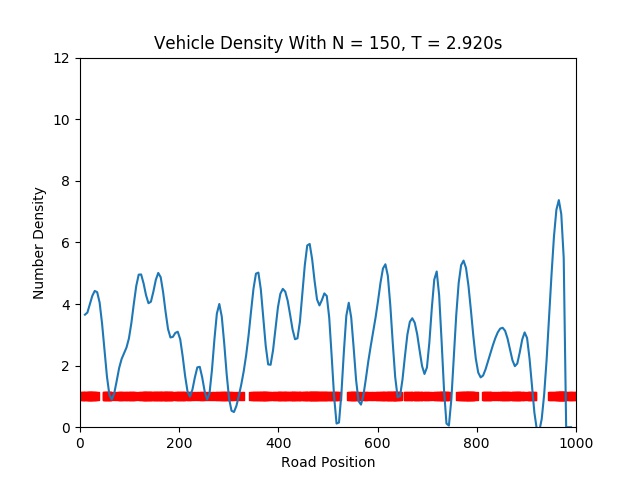 Vehicle Density With N = 150, T = 2.920s
12
10
8
6
4
2
0
Number Density
0 200 400 600 800 1000
Road Position